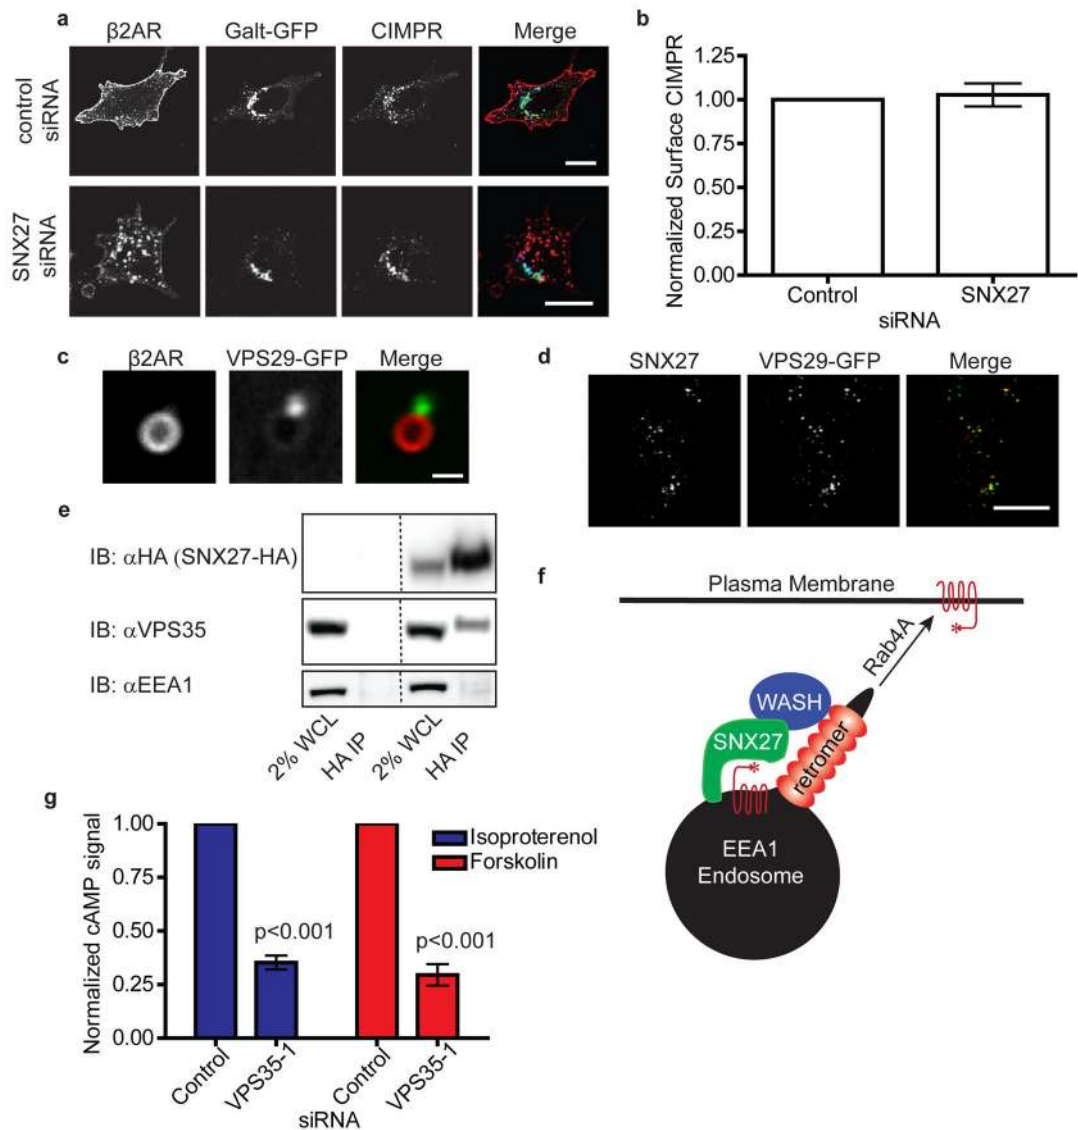 a
β2AR Galt-GFP CIMPR Merge
control siRNA
SNX27 siRNA
b
Normalized Surface CIMPR
1.25
1.00
0.75
0.50
0.25
0.00
Control SNX27
siRNA
c
β2AR VPS29-GFP Merge
d
SNX27 VPS29-GFP Merge
e
IB: αHA (SNX27-HA)
IB: αVPS35
IB: αEEA1
2% WCL HA IP 2% WCL HA IP
f
Plasma Membrane
*
Rab4A
WASH
SNX27
*
retromer
EEA1
Endosome
g
Normalized cAMP signal
1.00
0.75
0.50
0.25
0.00
Isoproterenol
Forskolin
p<0.001
p<0.001
Control VPS35-1 Control VPS35-1
siRNA